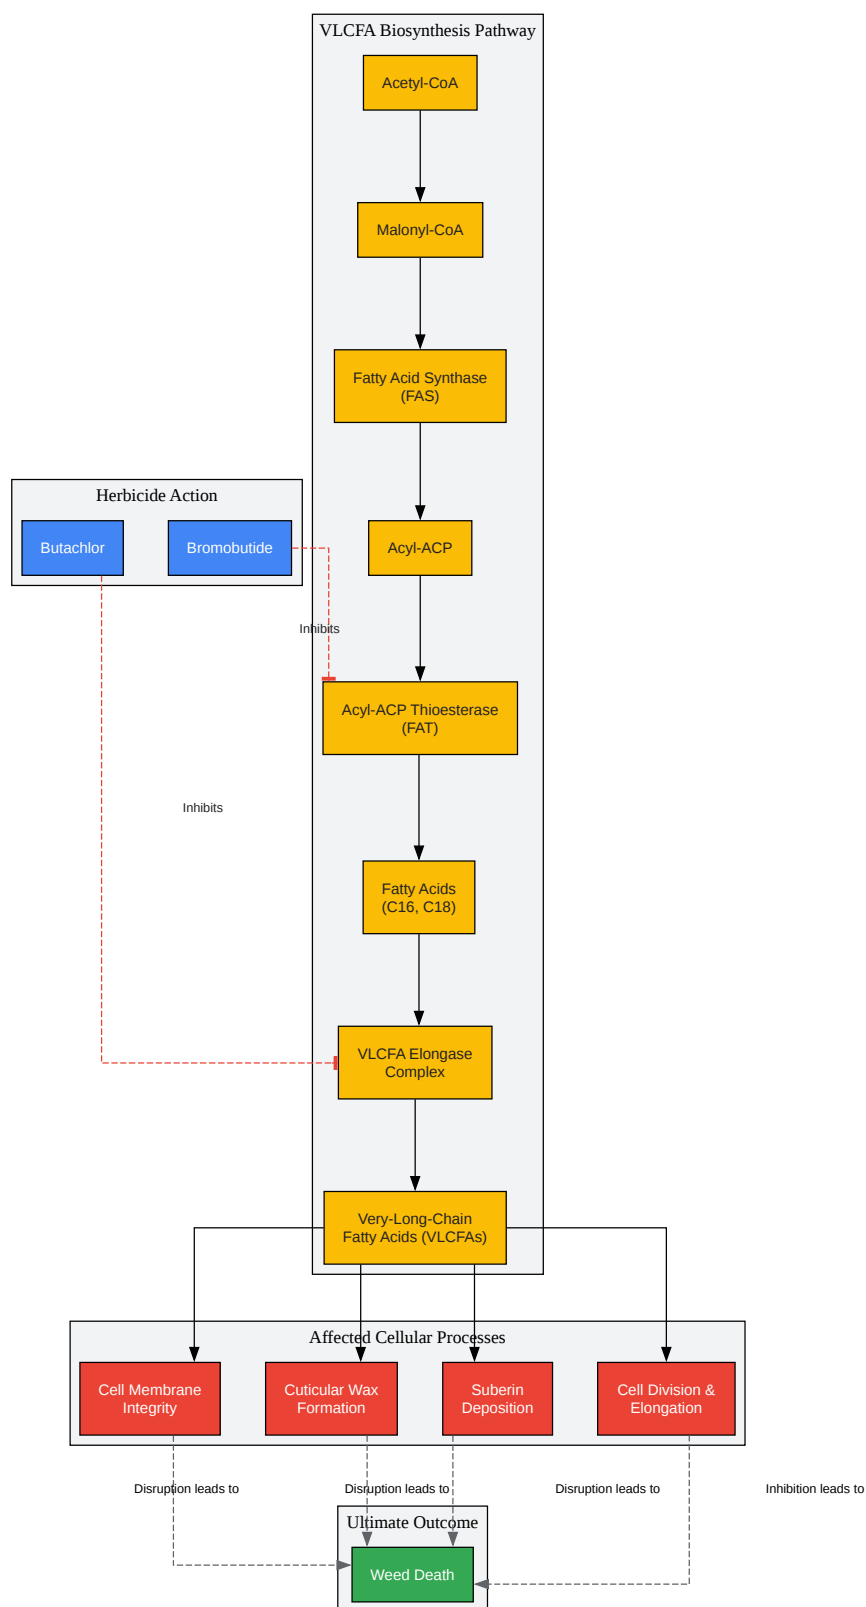 VLCFA Biosynthesis Pathway
Acetyl-CoA
Malonyl-CoA
Fatty Acid Synthase
(FAS)
Herbicide Action
Butachlor
Bromobutide
Acyl-ACP
Inhibits
Acyl-ACP Thioesterase
(FAT)
Inhibits
Fatty Acids
(C16, C18)
VLCFA Elongase
Complex
Very-Long-Chain
Fatty Acids (VLCFAs)
Affected Cellular Processes
Cell Membrane
Integrity
Cuticular Wax
Formation
Suberin
Deposition
Cell Division &
Elongation
Disruption leads to
Disruption leads to
Disruption leads to
Inhibition leads to
Ultimate Outcome
Weed Death